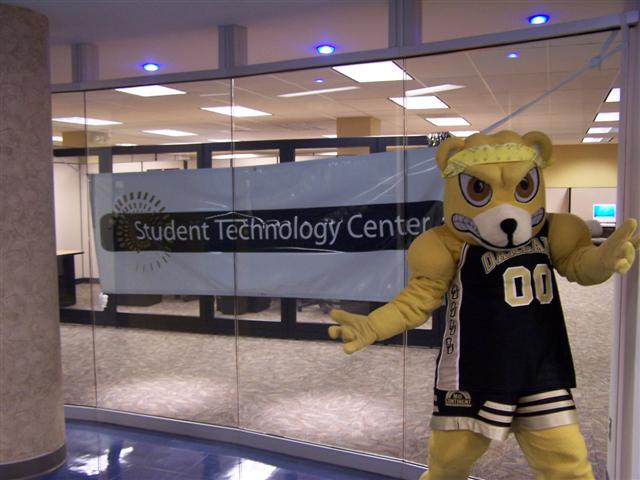 Student Technology Center
OAKLAND
00
MID
CONTINENT